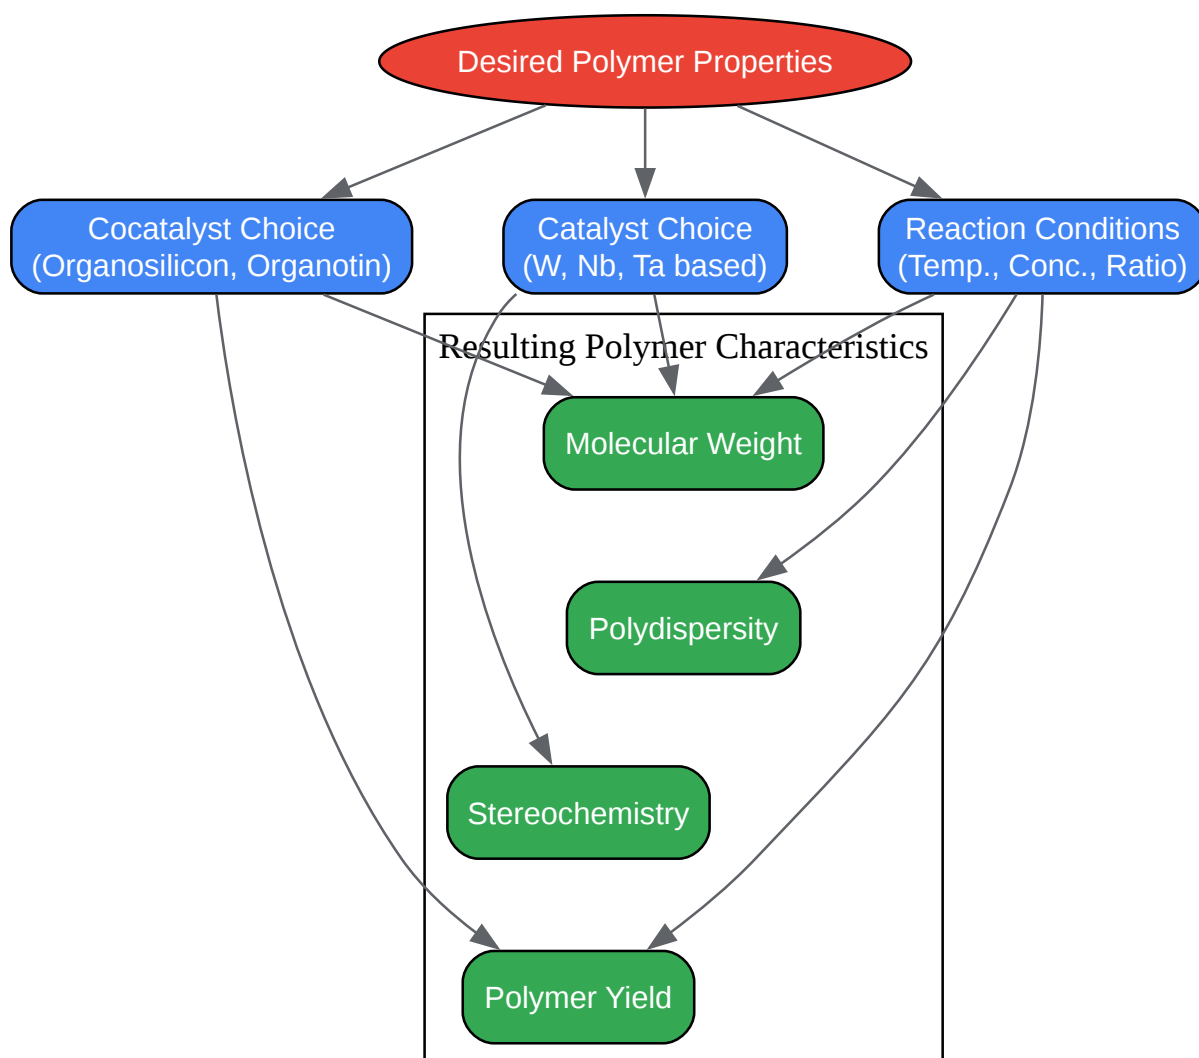 Desired Polymer Properties
Cocatalyst Choice
(Organosilicon, Organotin)
Catalyst Choice
(W, Nb, Ta based)
Reaction Conditions
(Temp., Conc., Ratio)
Resulting Polymer Characteristics
Molecular Weight
Polydispersity
Stereochemistry
Polymer Yield